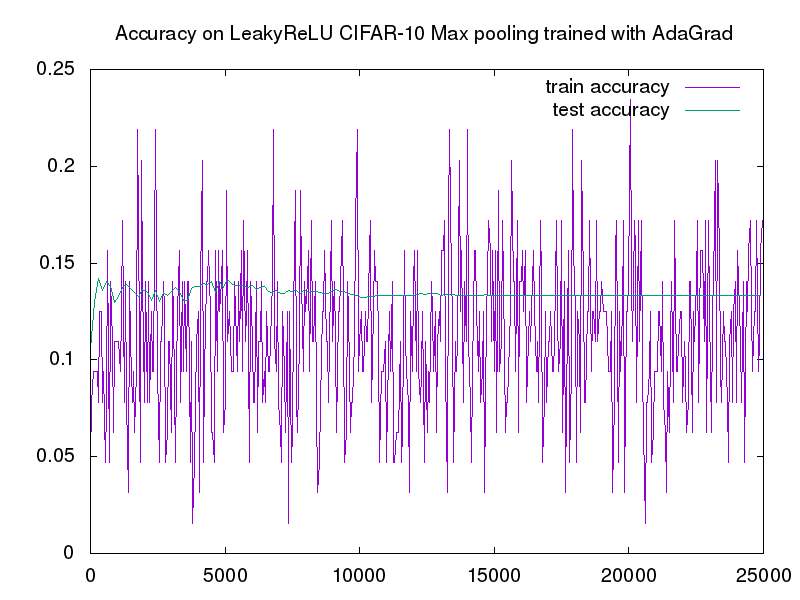 Accuracy on LeakyReLU CIFAR-10 Max pooling trained with AdaGrad
0.25
train accuracy
test accuracy
0.2
0.15
0.1
0.05
0
0 5000 10000 15000 20000 25000